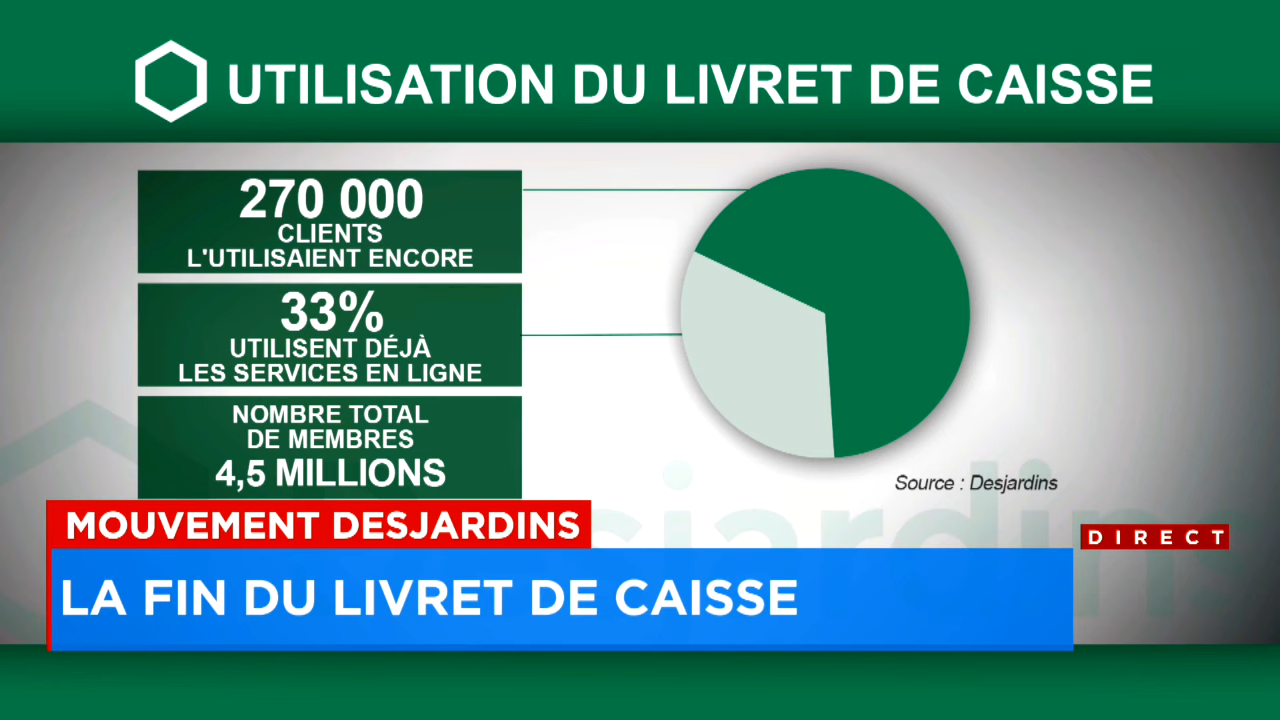 UTILISATION DU LIVRET DE CAISSE
270 000
CLIENTS
L'UTILISAIENT ENCORE
33%
UTILISENT DÉJÀ
LES SERVICES EN LIGNE
NOMBRE TOTAL
DE MEMBRES
4,5 MILLIONS
Source : Desjardins
MOUVEMENT DESJARDINS
DIRECT
LA FIN DU LIVRET DE CAISSE